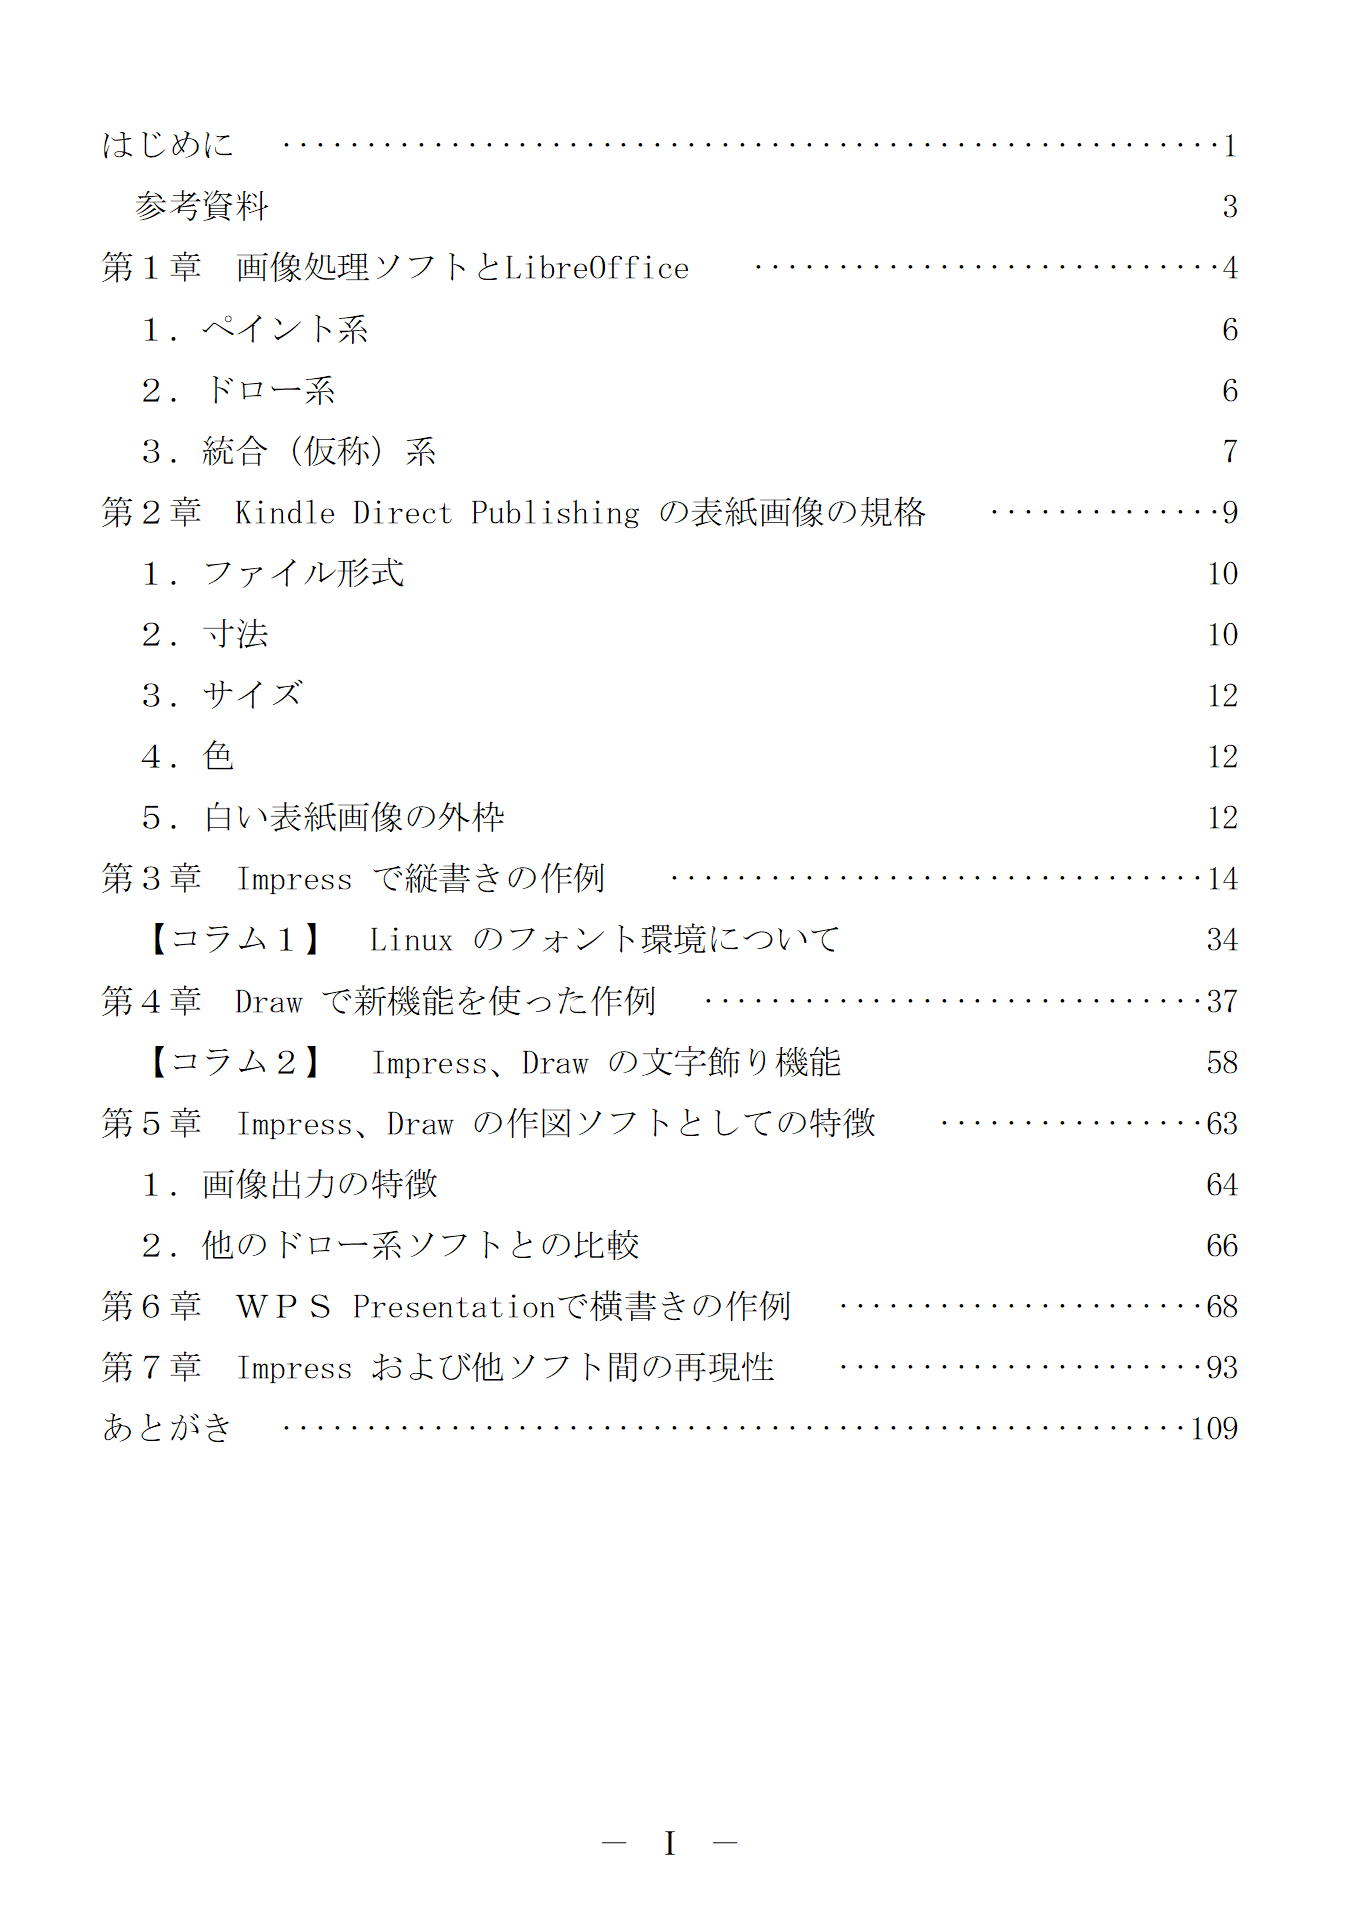 はじめに　‥‥‥‥‥‥‥‥‥‥‥‥‥‥‥‥‥‥‥‥‥‥‥‥‥‥‥‥1
　参考資料　3
第１章　画像処理ソフトとLibreOffice　‥‥‥‥‥‥‥‥‥‥‥‥‥‥4
　１．ペイント系　6
　２．ドロー系　6
　３．統合（仮称）系　7
第２章　Kindle Direct Publishing の表紙画像の規格　‥‥‥‥‥‥‥9
　１．ファイル形式　10
　２．寸法　10
　３．サイズ　12
　４．色　12
　５．白い表紙画像の外枠　12
第３章　Impress で縦書きの作例　‥‥‥‥‥‥‥‥‥‥‥‥‥‥‥‥14
　【コラム１】　Linux のフォント環境について　34
第４章　Draw で新機能を使った作例　‥‥‥‥‥‥‥‥‥‥‥‥‥‥‥37
　【コラム２】　Impress、Draw の文字飾り機能　58
第５章　Impress、Draw の作図ソフトとしての特徴　‥‥‥‥‥‥‥‥63
　１．画像出力の特徴　64
　２．他のドロー系ソフトとの比較　66
第６章　ＷＰＳ Presentationで横書きの作例　‥‥‥‥‥‥‥‥‥‥‥68
第７章　Impress および他ソフト間の再現性　‥‥‥‥‥‥‥‥‥‥‥93
あとがき　‥‥‥‥‥‥‥‥‥‥‥‥‥‥‥‥‥‥‥‥‥‥‥‥‥‥‥109
－　I　－